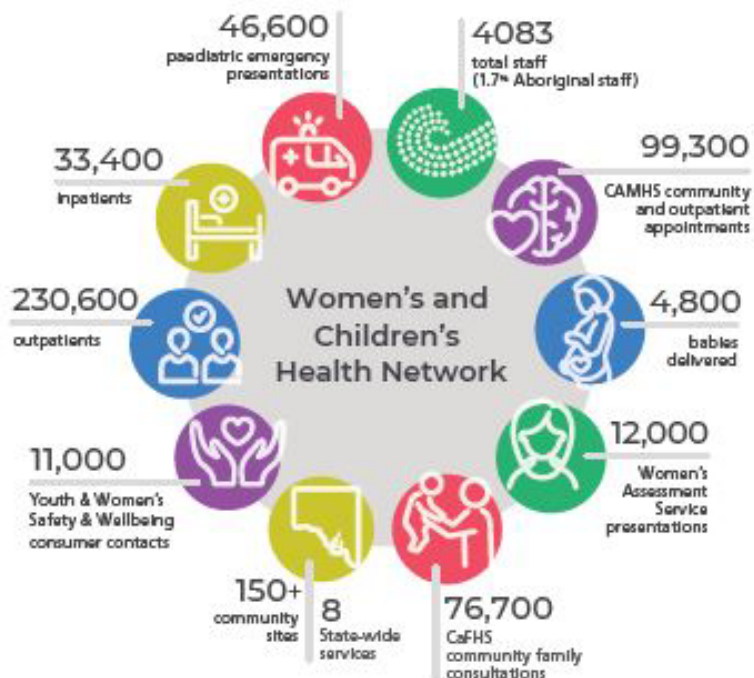 46,600
paediatric emergency
presentations
4083
total staff
(1.7% Aboriginal staff)
33,400
inpatients
99,300
CAMHS community
and outpatient
appointments
230,600
outpatients
Women's and
Children's
Health Network
4,800
babies
delivered
11,000
Youth & Women's
Safety & Wellbeing
consumer contacts
12,000
Women's
Assessment
Service
presentations
150+
community
sites
8
State-wide
services
76,700
CaFHS
community family
consultations